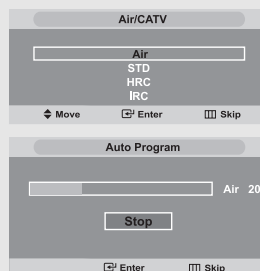 Air/CATV
Air
STD
HRC
IRC
Move Enter Skip
Auto Program
Air 20
Stop
Enter Skip